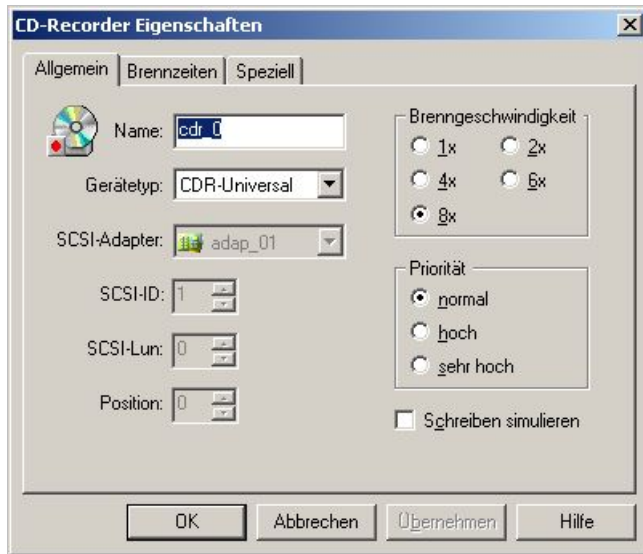 CD-Recorder Eigenschaften
Allgemein Brennzeiten Speziell
Name: cdr_0
Gerätetyp: CDR-Universal
SCSI-Adapter: adap_01
SCSI-ID: 1
SCSI-Lun: 0
Position: 0
Brenngeschwindigkeit
1x 2x
4x 6x
8x
Priorität
normal
hoch
sehr hoch
Schreiben simulieren
OK Abbrechen Übernehmen Hilfe